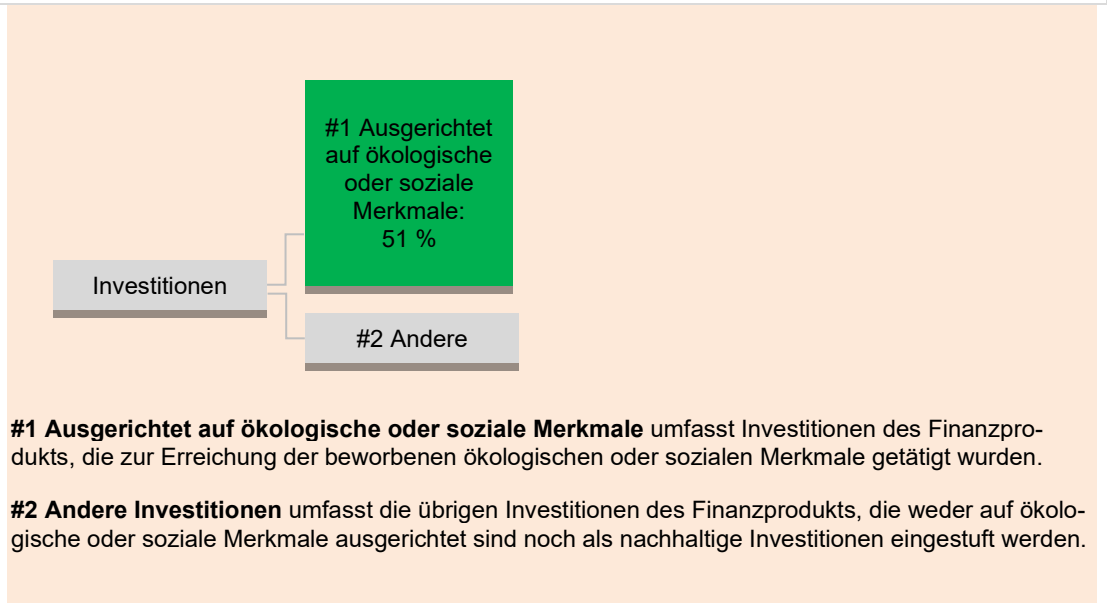 #1 Ausgerichtet
auf ökologische
oder soziale
Merkmale:
51 %
Investitionen
#2 Andere
#1 Ausgerichtet auf ökologische oder soziale Merkmale umfasst Investitionen des Finanzpro-
dukts, die zur Erreichung der beworbenen ökologischen oder sozialen Merkmale getätigt wurden.
#2 Andere Investitionen umfasst die übrigen Investitionen des Finanzprodukts, die weder auf ökolo-
gische oder soziale Merkmale ausgerichtet sind noch als nachhaltige Investitionen eingestuft werden.